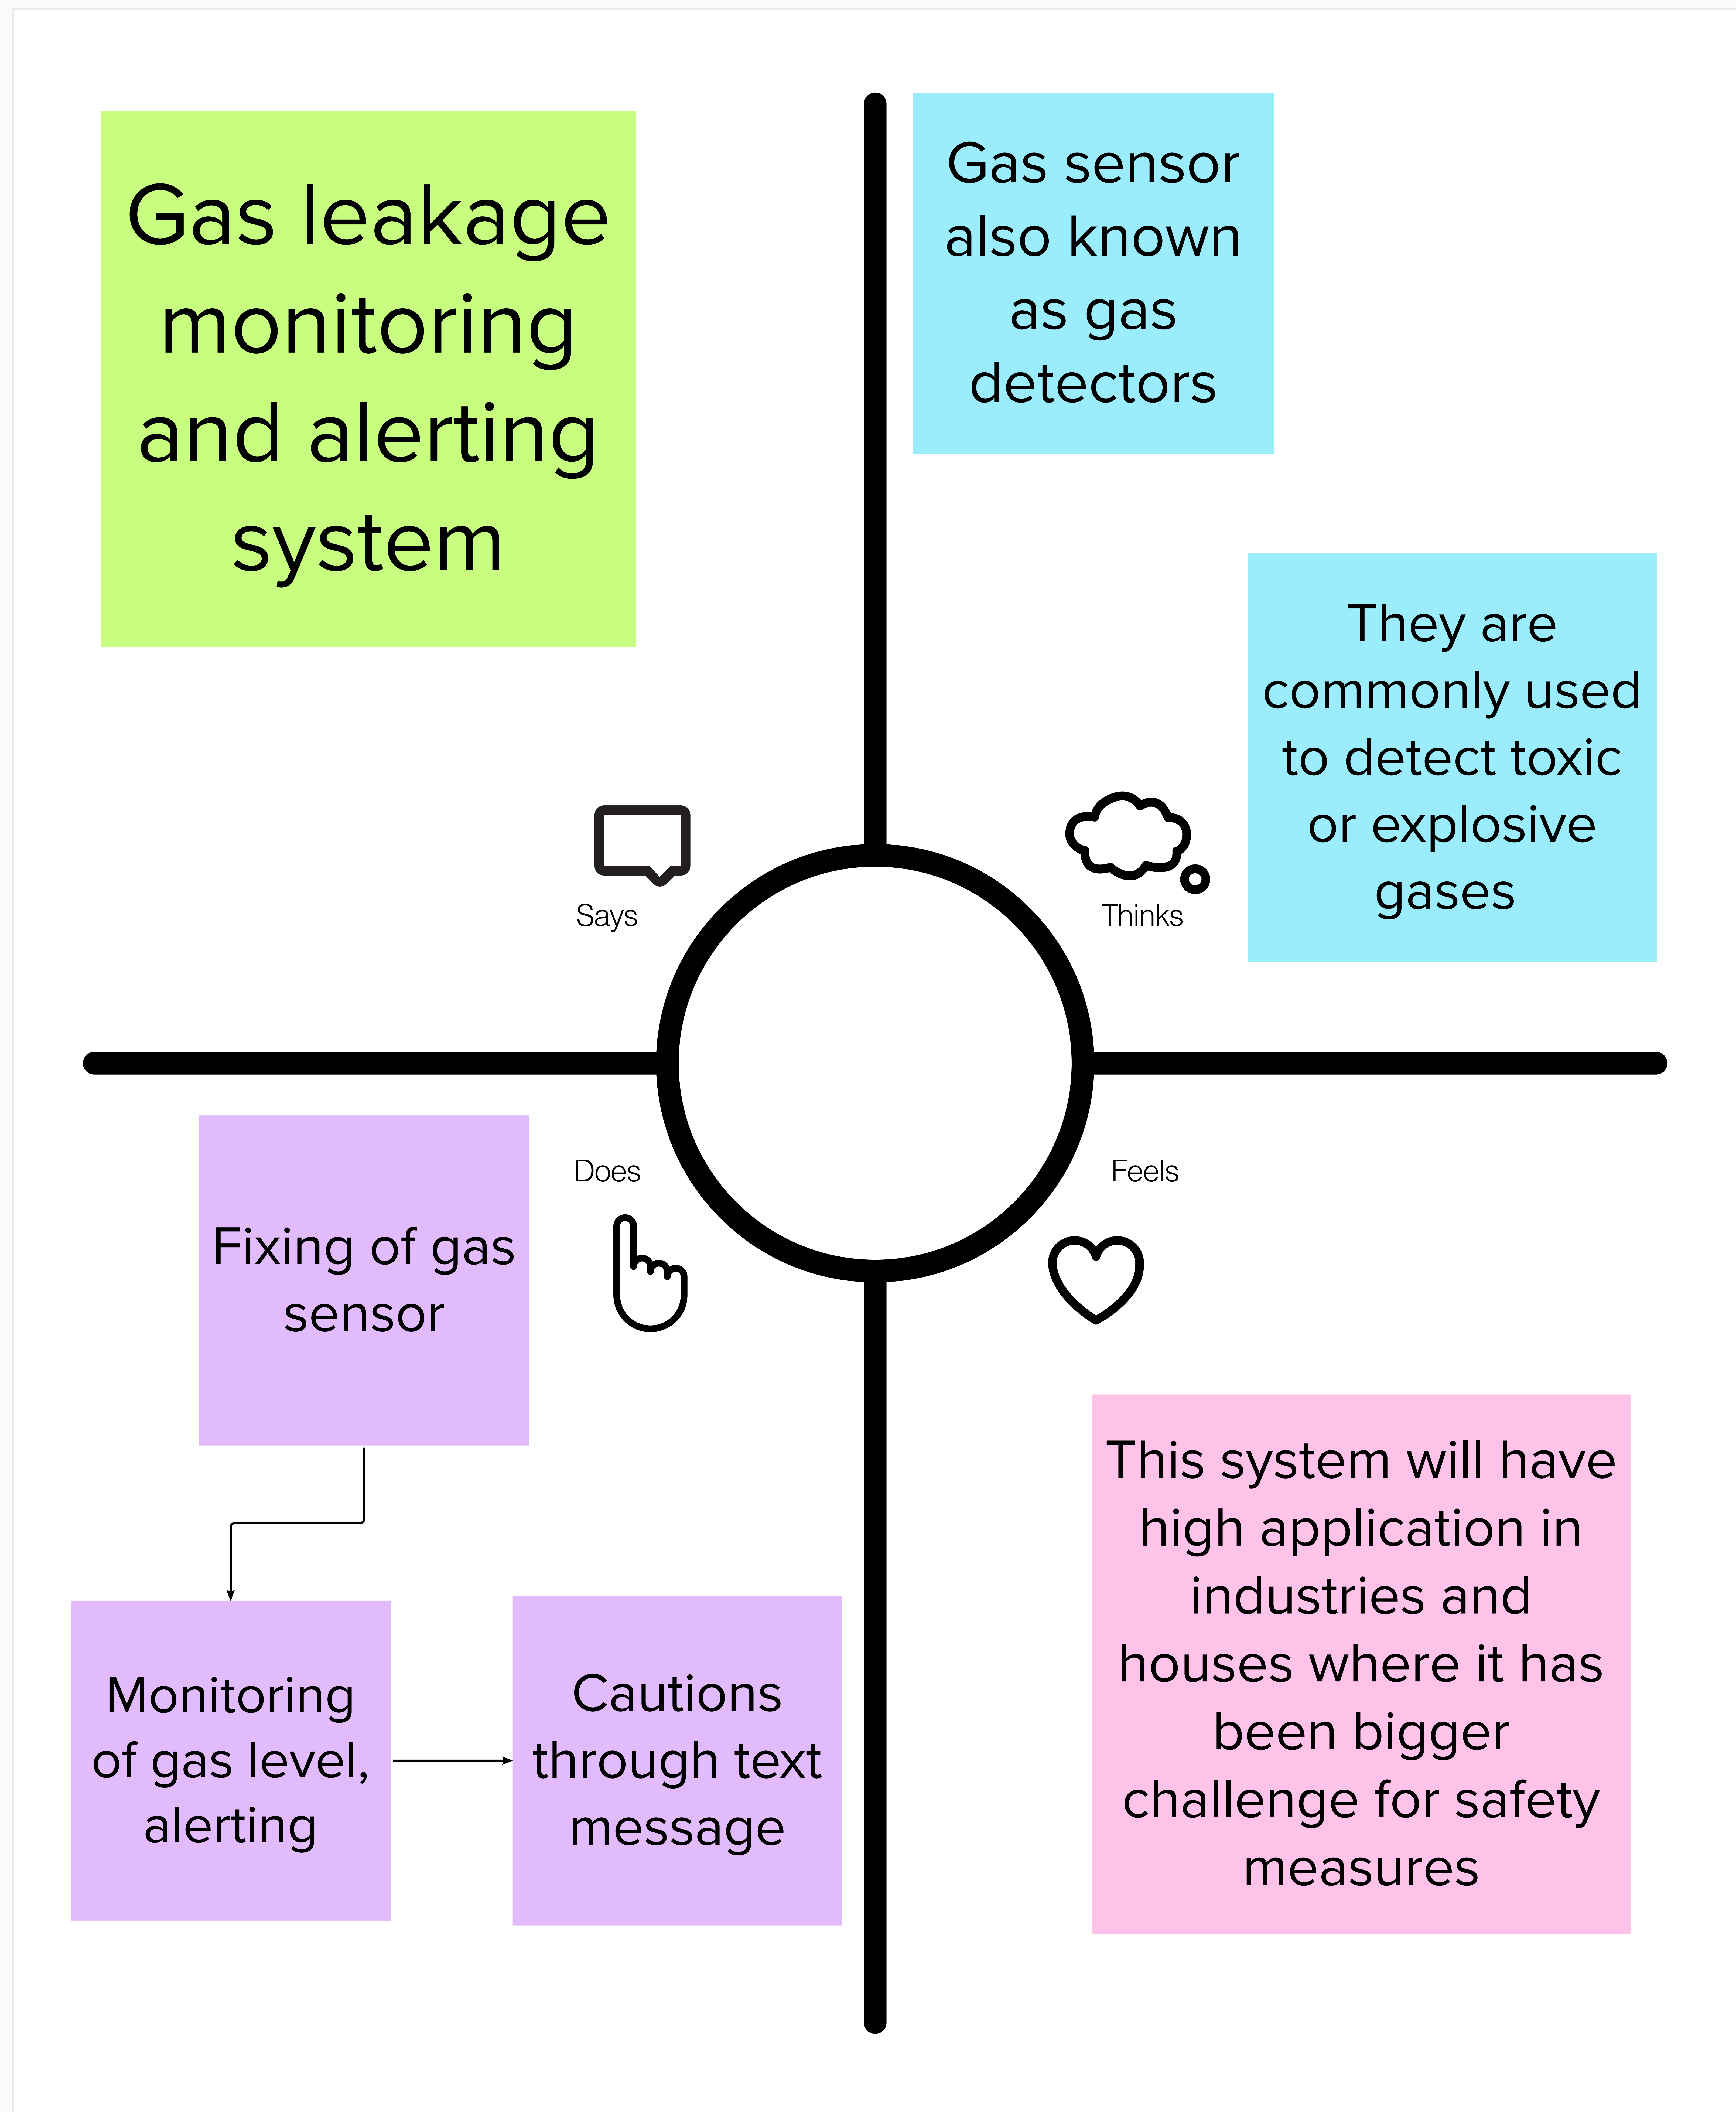 Gas leakage
monitoring
and alerting
system
Gas sensor
also known
as gas
detectors
They are
commonly used
to detect toxic
or explosive
gases
Says
Thinks
Does
Feels
Fixing of gas
sensor
Monitoring
of gas level,
alerting
Cautions
through text
message
This system will have
high application in
industries and
houses where it has
been bigger
challenge for safety
measures